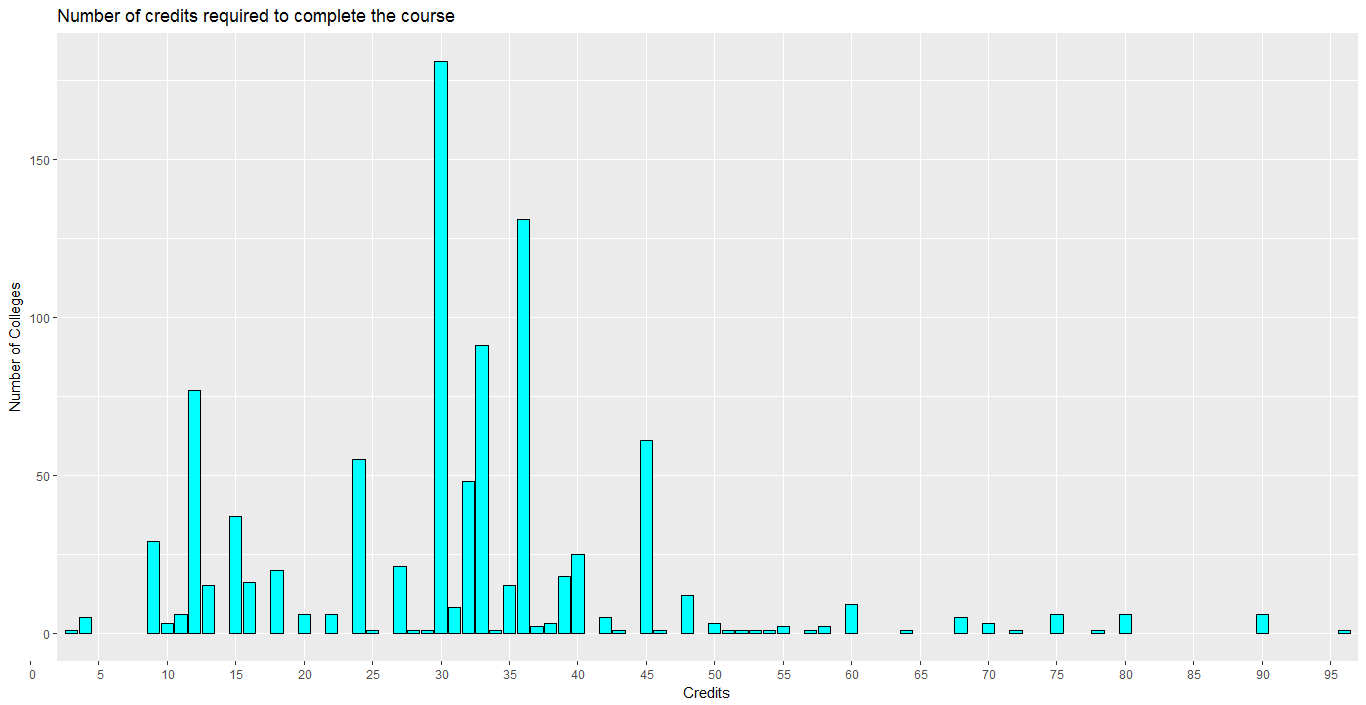 Number of credits required to complete the course
Number of Colleges
150
100
50
0
0 5 10 15 20 25 30 35 40 45 50 55 60 65 70 75 80 85 90 95
Credits